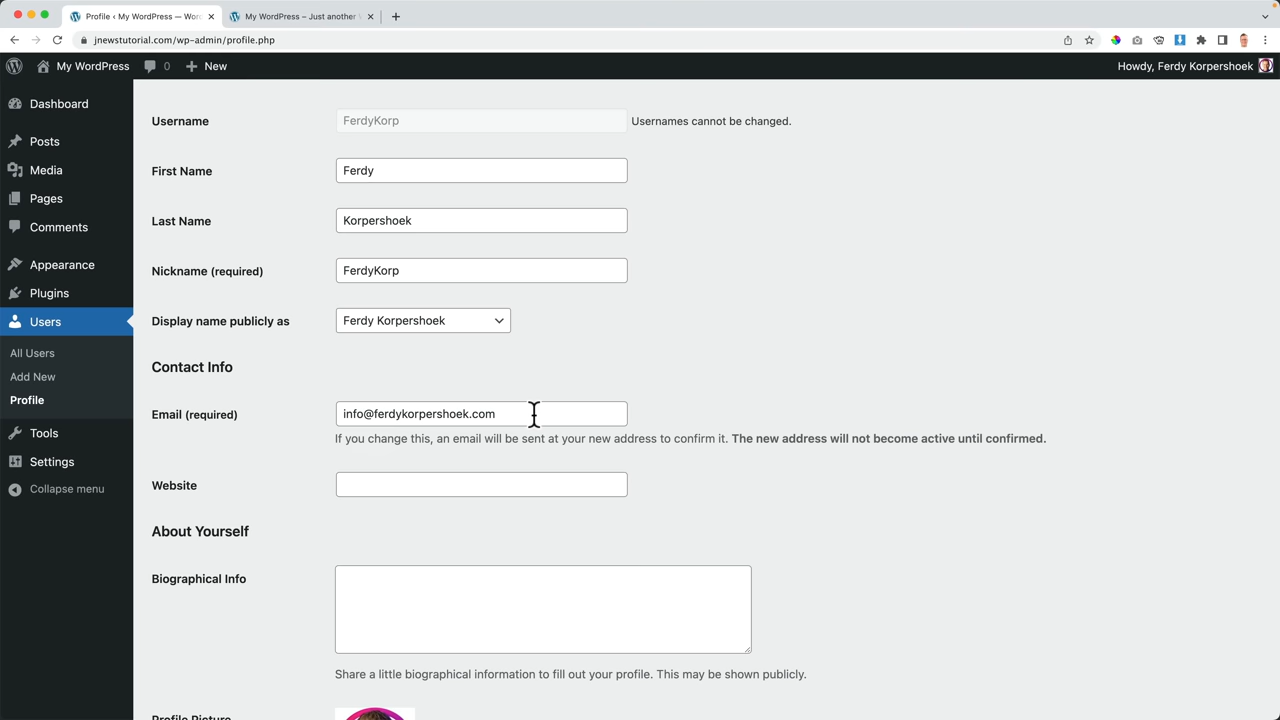 Profile ‹ My WordPress — Wor
My WordPress – Just another
jnewstutorial.com/wp-admin/profile.php
My WordPress 0 New Howdy, Ferdy Korpershoek
Dashboard
Posts
Media
Pages
Comments
Appearance
Plugins
Users
All Users
Add New
Profile
Tools
Settings
Collapse menu
Username FerdyKorp Usernames cannot be changed.
First Name Ferdy
Last Name Korpershoek
Nickname (required) FerdyKorp
Display name publicly as Ferdy Korpershoek
Contact Info
Email (required) info@ferdykorpershoek.com
If you change this, an email will be sent at your new address to confirm it. The new address will not become active until confirmed.
Website
About Yourself
Biographical Info
Share a little biographical information to fill out your profile. This may be shown publicly.
Profile Picture